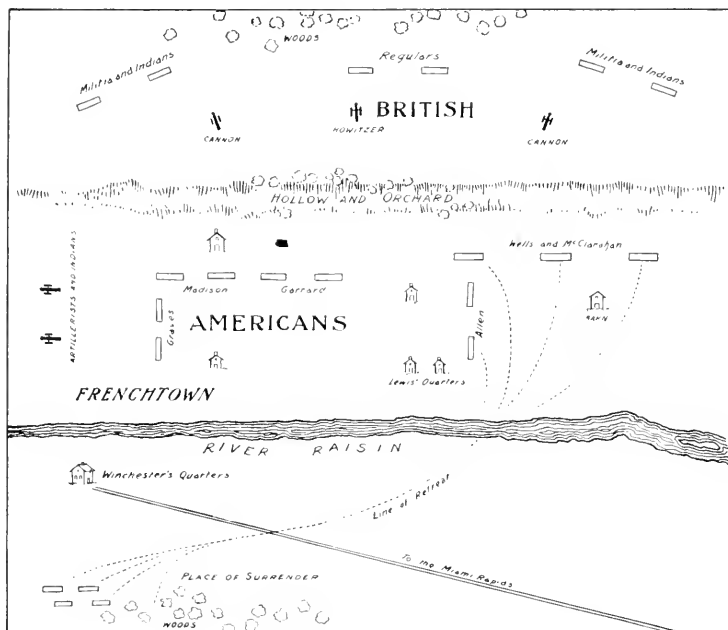 WOODS
Militia and Indians
Regulars
Militia and Indians
BRITISH
CANNON
HOWITZER
CANNON
HOLLOW AND ORCHARD
Wells and McClanahan
ARTILLERISTS AND INDIANS
Madison
Garrard
Graves
AMERICANS
Allen
BARN
Lewis' Quarters
FRENCHTOWN
RIVER RAISIN
Winchester's Quarters
Line of Retreat
To the Miami Rapids
PLACE OF SURRENDER
WOODS